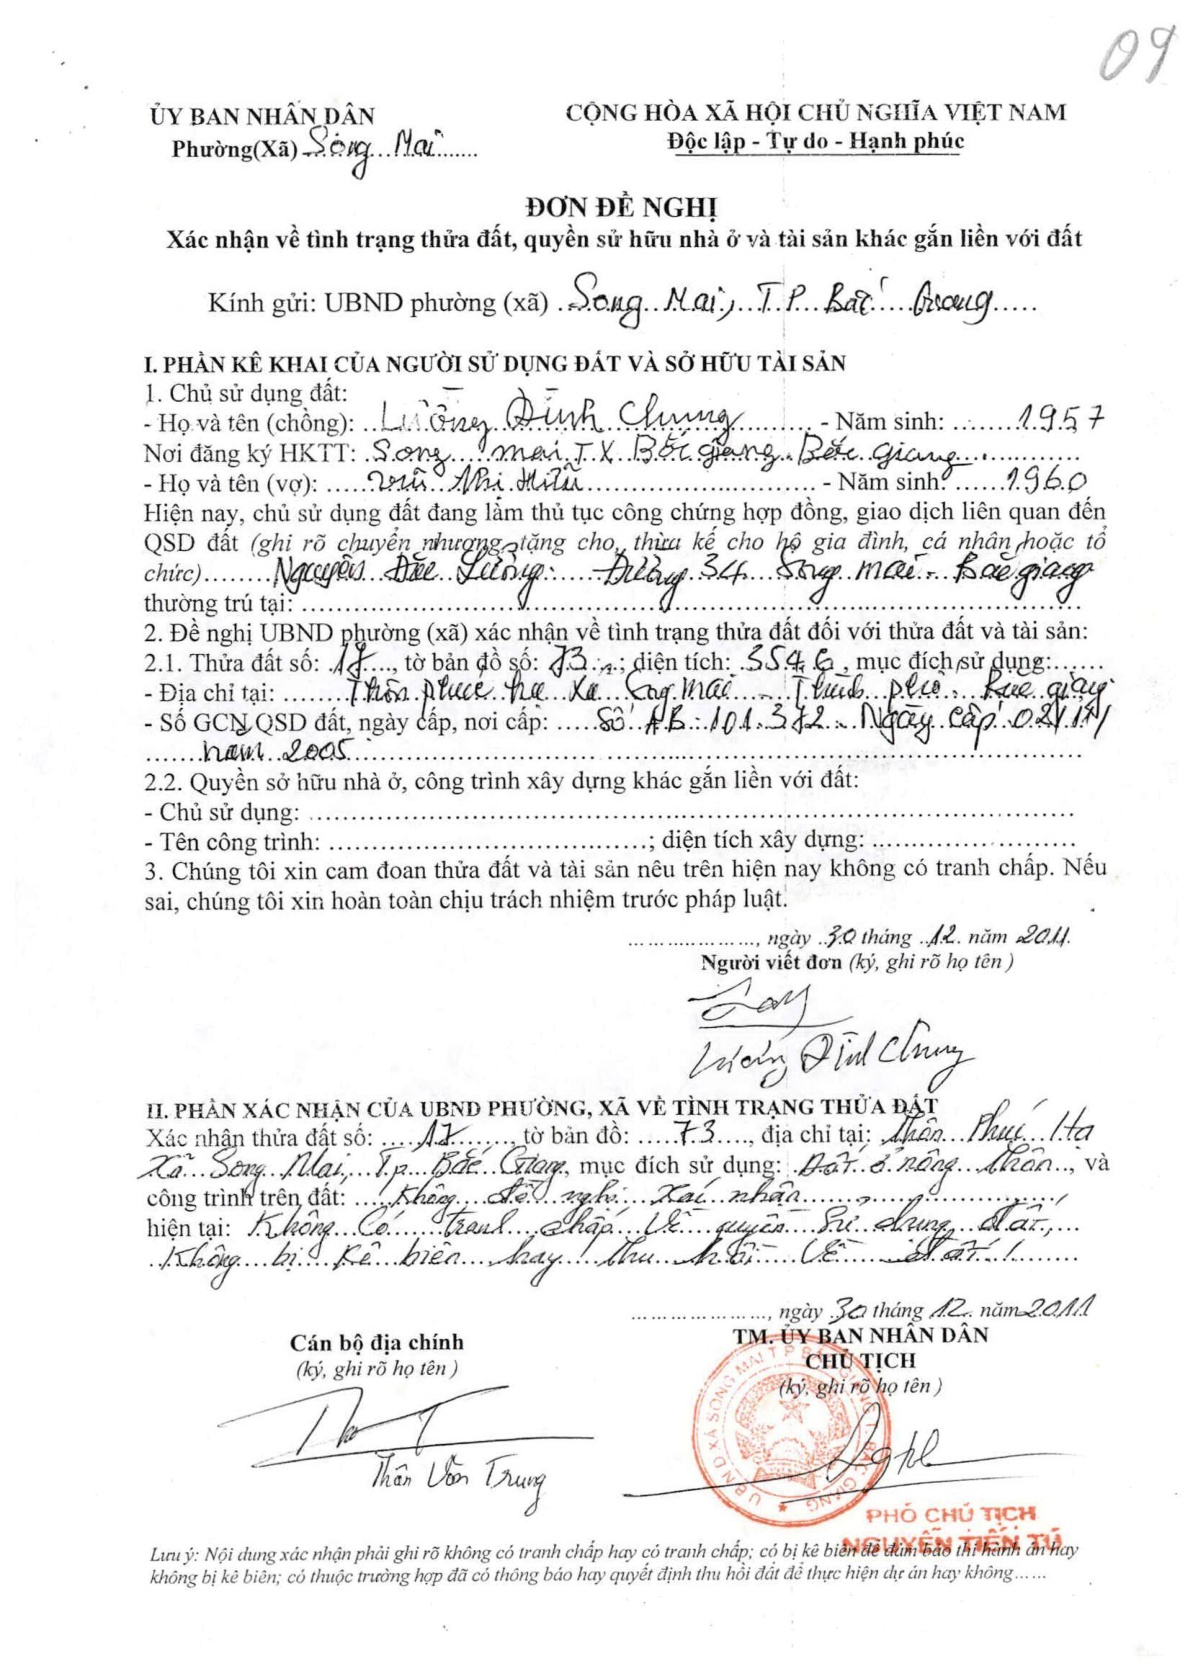 09
ỦY BAN NHÂN DÂN
Phường(Xã) Song Mai
CỘNG HÒA XÃ HỘI CHỦ NGHĨA VIỆT NAM
Độc lập - Tự do - Hạnh phúc
ĐƠN ĐỀ NGHỊ
Xác nhận về tình trạng thửa đất, quyền sử hữu nhà ở và tài sản khác gắn liền với đất
Kính gửi: UBND phường (xã) Song Mai, T.P. Bắc Giang
I. PHẦN KÊ KHAI CỦA NGƯỜI SỬ DỤNG ĐẤT VÀ SỞ HỮU TÀI SẢN
1. Chủ sử dụng đất:
- Họ và tên (chồng): Lường Đình Chung - Năm sinh: 1957
Nơi đăng ký HKTT: Song mai T.X Bắc giang Bắc giang
- Họ và tên (vợ): Thị - Năm sinh: 1960
Hiện nay, chủ sử dụng đất đang làm thủ tục công chứng hợp đồng, giao dịch liên quan đến
QSD đất (ghi rõ chuyển nhượng, tặng cho, thừa kế cho hộ gia đình, cá nhân hoặc tổ
chức) Nguyễn Đắc Đường 34 Song mai - Bắc giang
thường trú tại:
2. Đề nghị UBND phường (xã) xác nhận về tình trạng thửa đất đối với thửa đất và tài sản:
2.1. Thửa đất số: 17, tờ bản đồ số: 73; diện tích: 354,6, mục đích sử dụng:
- Địa chỉ tại: Thôn phúc hạ Xã Song mai - Thành phố Bắc giang
- Số GCN QSD đất, ngày cấp, nơi cấp: Số AB: 101.372 - Ngày cấp
năm 2005
2.2. Quyền sở hữu nhà ở, công trình xây dựng khác gắn liền với đất:
- Chủ sử dụng:
- Tên công trình: ; diện tích xây dựng:
3. Chúng tôi xin cam đoan thửa đất và tài sản nêu trên hiện nay không có tranh chấp. Nếu
sai, chúng tôi xin hoàn toàn chịu trách nhiệm trước pháp luật.
, ngày 30 tháng 12 năm 2011
Người viết đơn (ký, ghi rõ họ tên )
Lường Đình Chung
II. PHẦN XÁC NHẬN CỦA UBND PHƯỜNG, XÃ VỀ TÌNH TRẠNG THỬA ĐẤT
Xác nhận thửa đất số: 17, tờ bản đồ: 73, địa chỉ tại: Thôn Phúc Hạ
Xã Song Mai, T.p Bắc Giang, mục đích sử dụng: Đất ở nông thôn, và
công trình trên đất: Không đề nghị xác nhận,
hiện tại: Không Có tranh chấp Về quyền Sử dụng đất,
Không bị Kê biên hay thu hồi Về đất!
, ngày 30 tháng 12 năm 2011
Cán bộ địa chính
(ký, ghi rõ họ tên )
Thân Văn Trung
TM. ỦY BAN NHÂN DÂN
CHỦ TỊCH
(ký, ghi rõ họ tên )
UBND XÃ SONG MAI T P BẮC GIANG T. BẮC GIANG
PHÓ CHỦ TỊCH
NGUYỄN TIẾN TÚ
Lưu ý: Nội dung xác nhận phải ghi rõ không có tranh chấp hay có tranh chấp; có bị kê biên để đảm bảo thi hành án hay
không bị kê biên; có thuộc trường hợp đã có thông báo hay quyết định thu hồi đất để thực hiện dự án hay không......